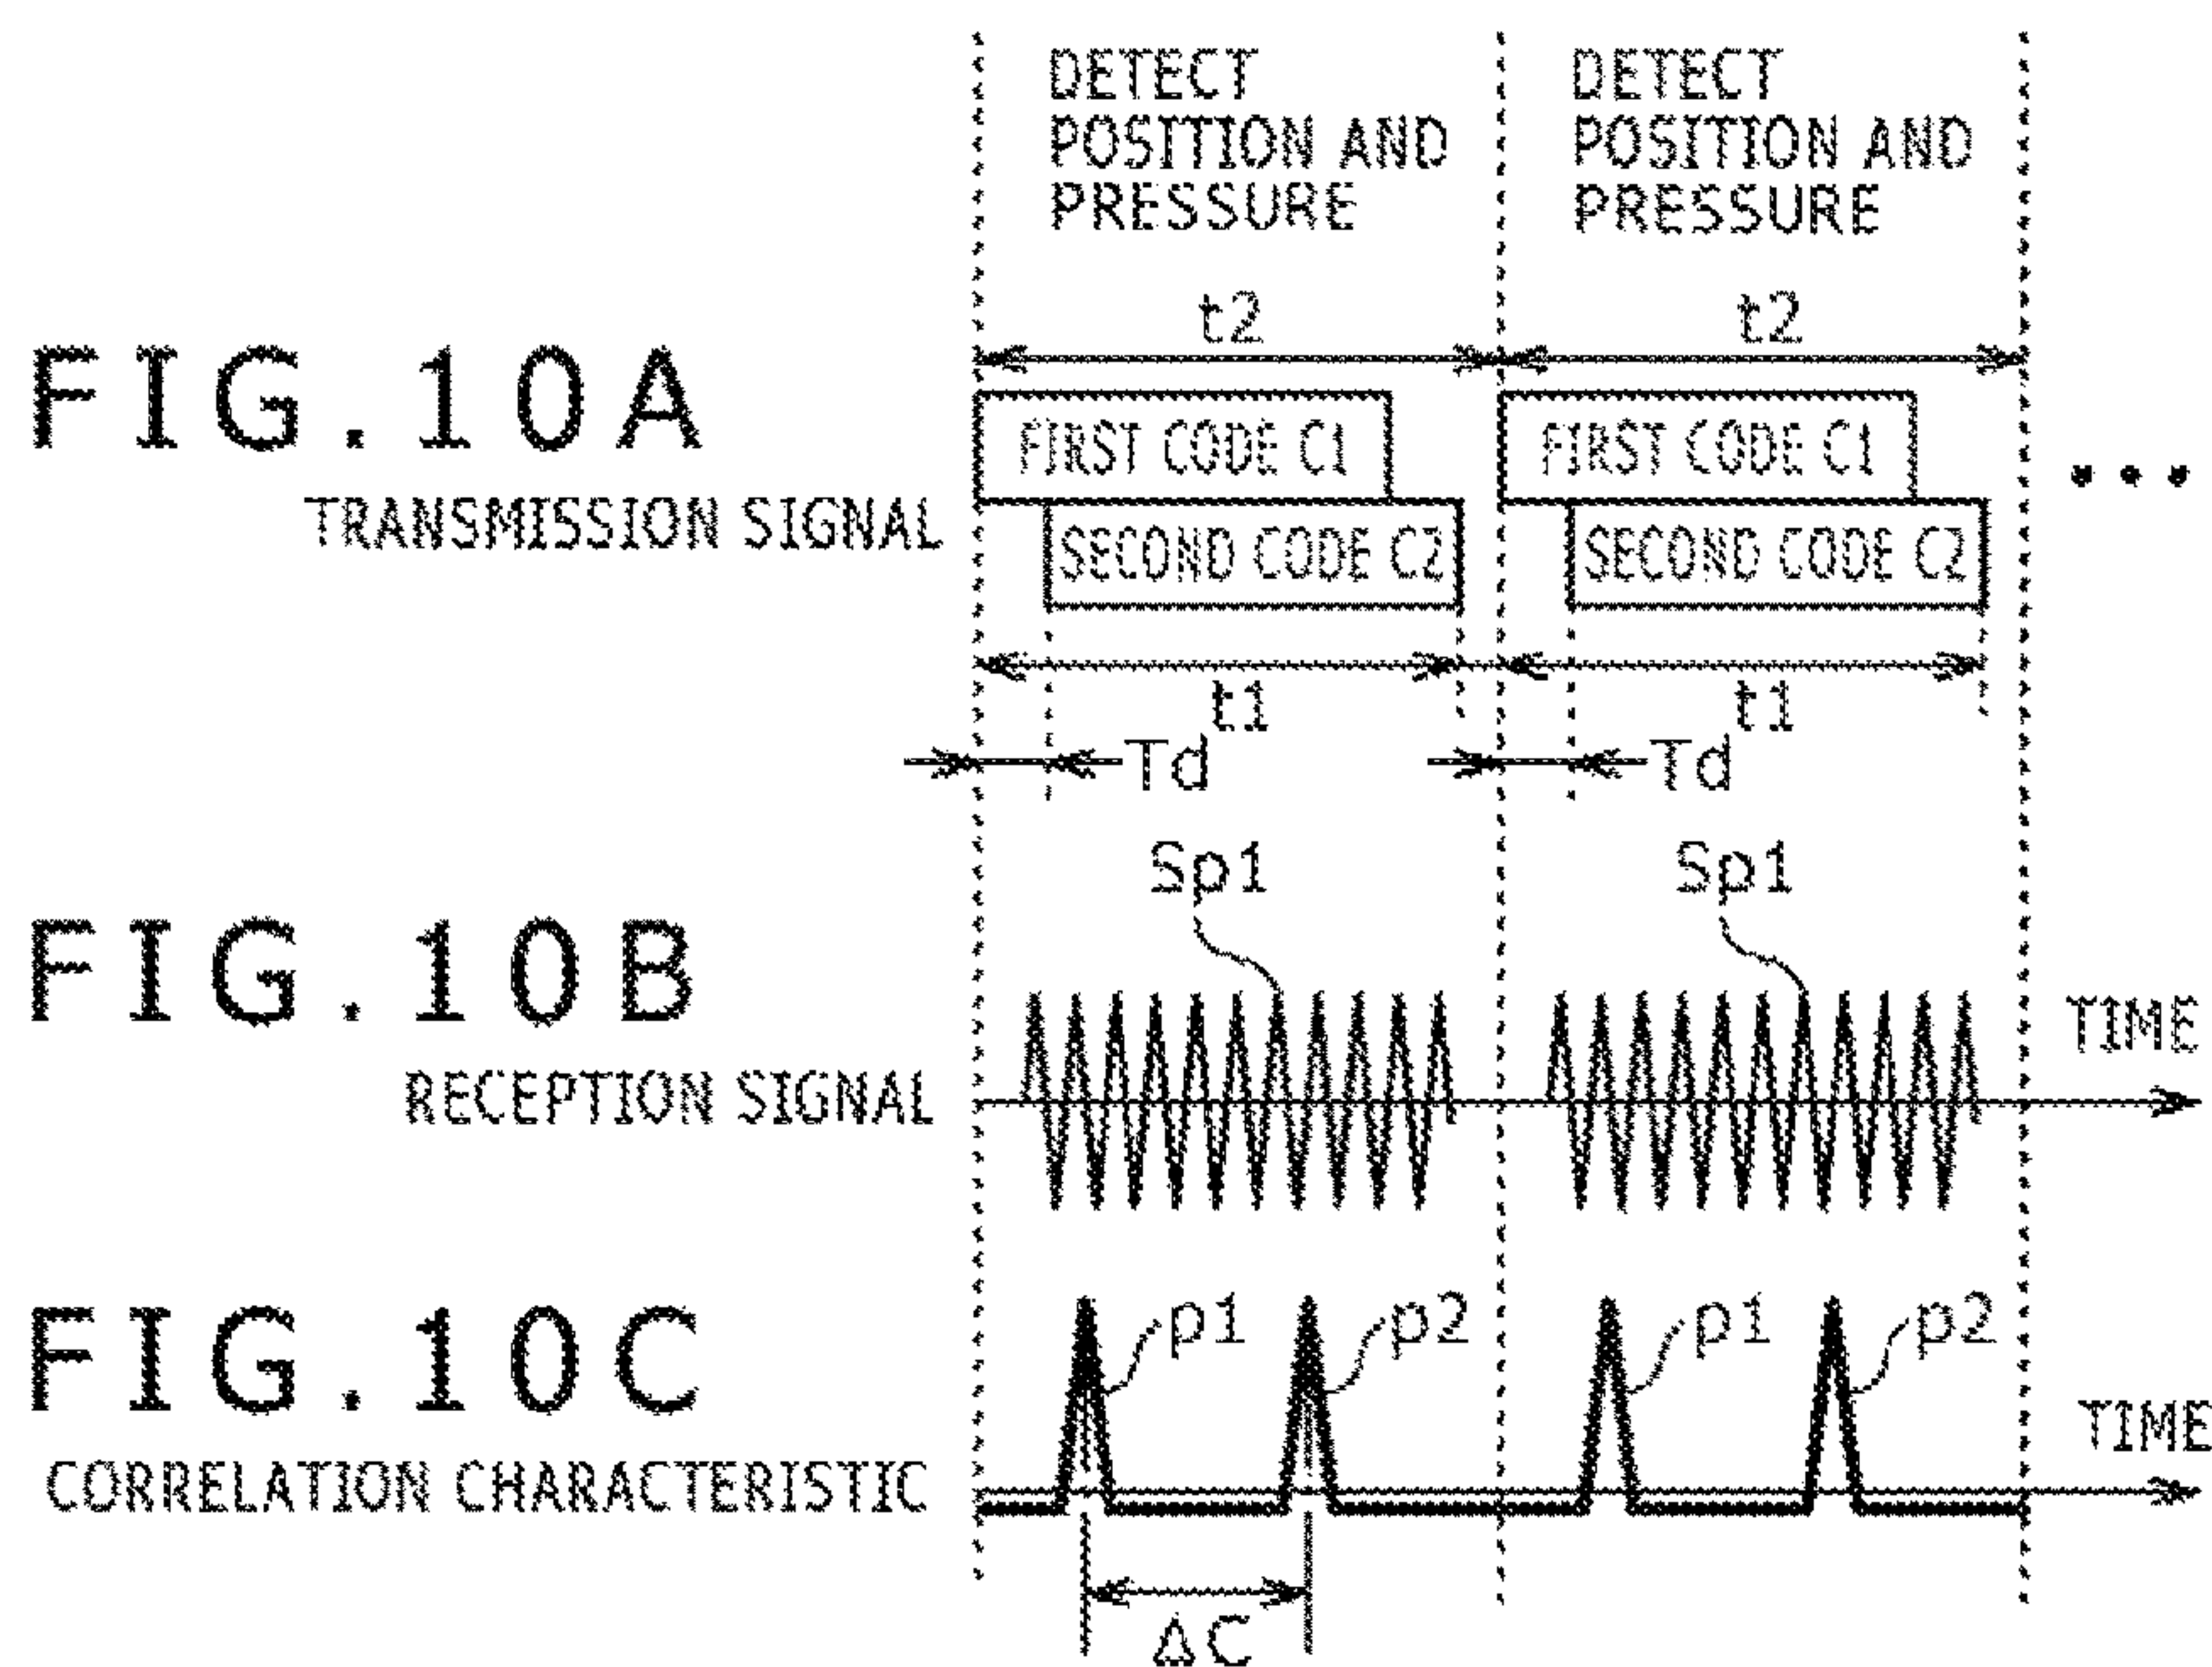 DETECT POSITION AND PRESSURE
DETECT POSITION AND PRESSURE
t2
t2
FIG.10A
FIRST CODE C1
FIRST CODE C1
...
TRANSMISSION SIGNAL
SECOND CODE C2
SECOND CODE C2
t1
t1
Td
Td
Sp1
Sp1
FIG.10B
TIME
RECEPTION SIGNAL
p1
p2
p1
p2
FIG.10C
TIME
CORRELATION CHARACTERISTIC
ΔC